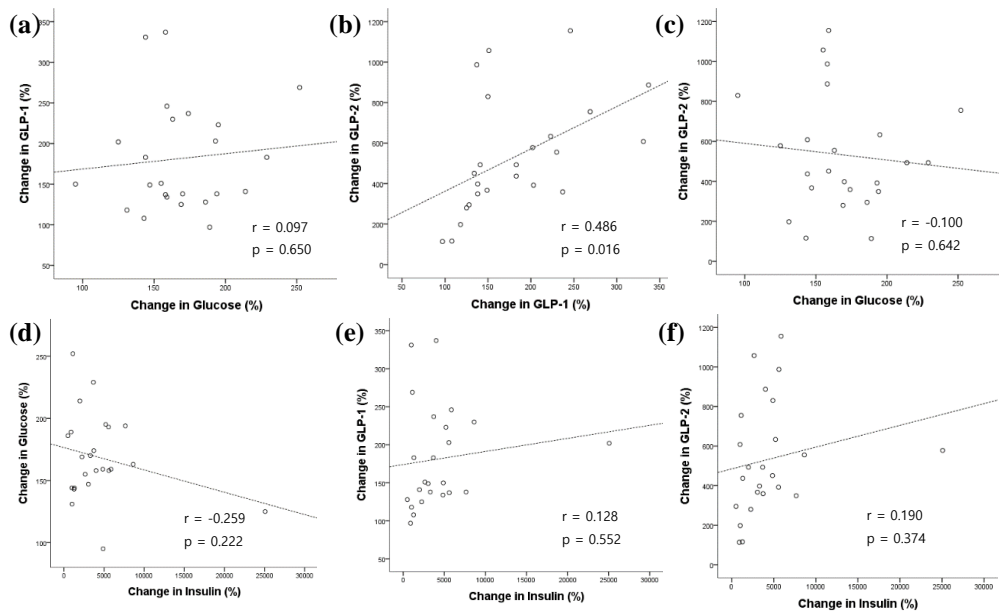 (a)
Change in GLP-1 (%)
350
300
250
200
150
100
50
100
150
200
250
Change in Glucose (%)
r = 0.097
p = 0.650
(b)
Change in GLP-2 (%)
1200
1000
800
600
400
200
0
50
100
150
200
250
300
350
Change in GLP-1 (%)
r = 0.486
p = 0.016
(c)
Change in GLP-2 (%)
1200
1000
800
600
400
200
0
100
150
200
250
Change in Glucose (%)
r = -0.100
p = 0.642
(d)
Change in Glucose (%)
250
200
150
100
0
5000
10000
15000
20000
25000
30000
Change in Insulin (%)
r = -0.259
p = 0.222
(e)
Change in GLP-1 (%)
350
300
250
200
150
100
50
0
5000
10000
15000
20000
25000
30000
Change in Insulin (%)
r = 0.128
p = 0.552
(f)
Change in GLP-2 (%)
1200
1000
800
600
400
200
0
0
5000
10000
15000
20000
25000
30000
Change in Insulin (%)
r = 0.190
p = 0.374